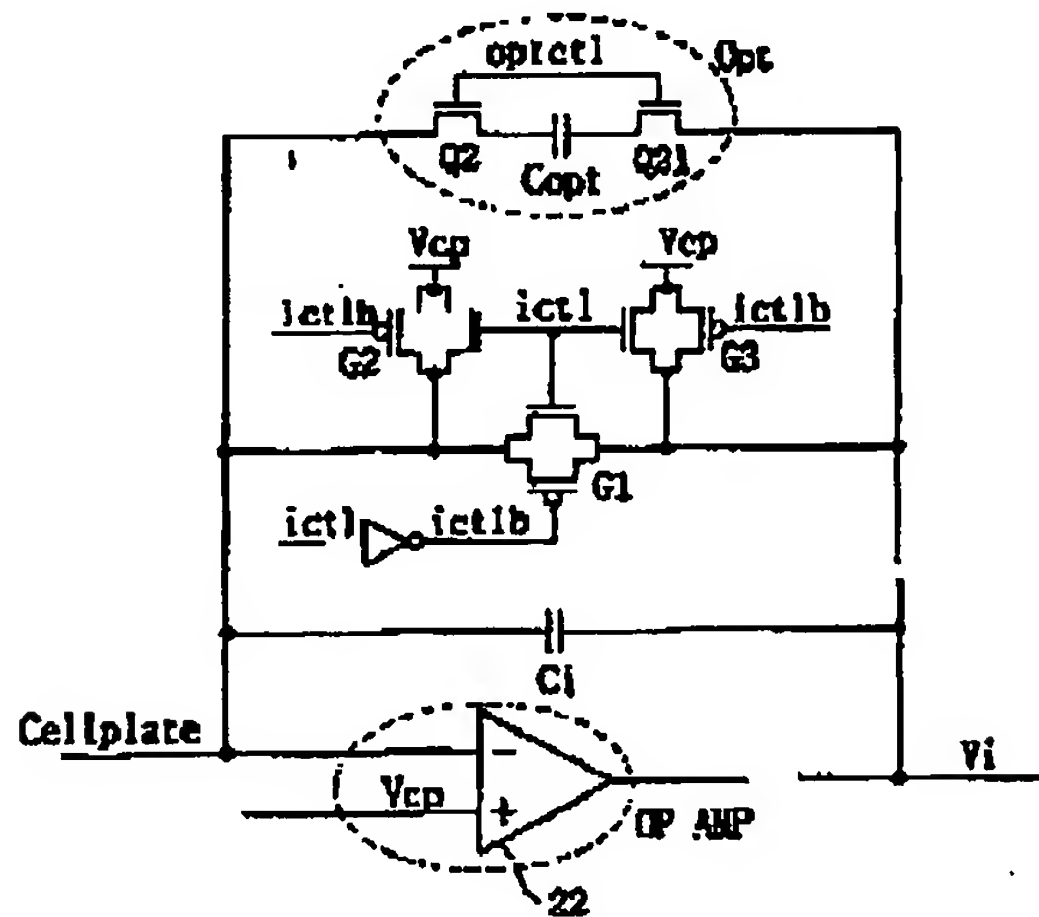 optctl
Opt
Q2
Q21
Copt
Vcp
Vcp
ictlb
ictl
ictlb
G2
G3
G1
ictl
ictlb
Ci
Cellplate
Vi
Vcp
OP AMP
22